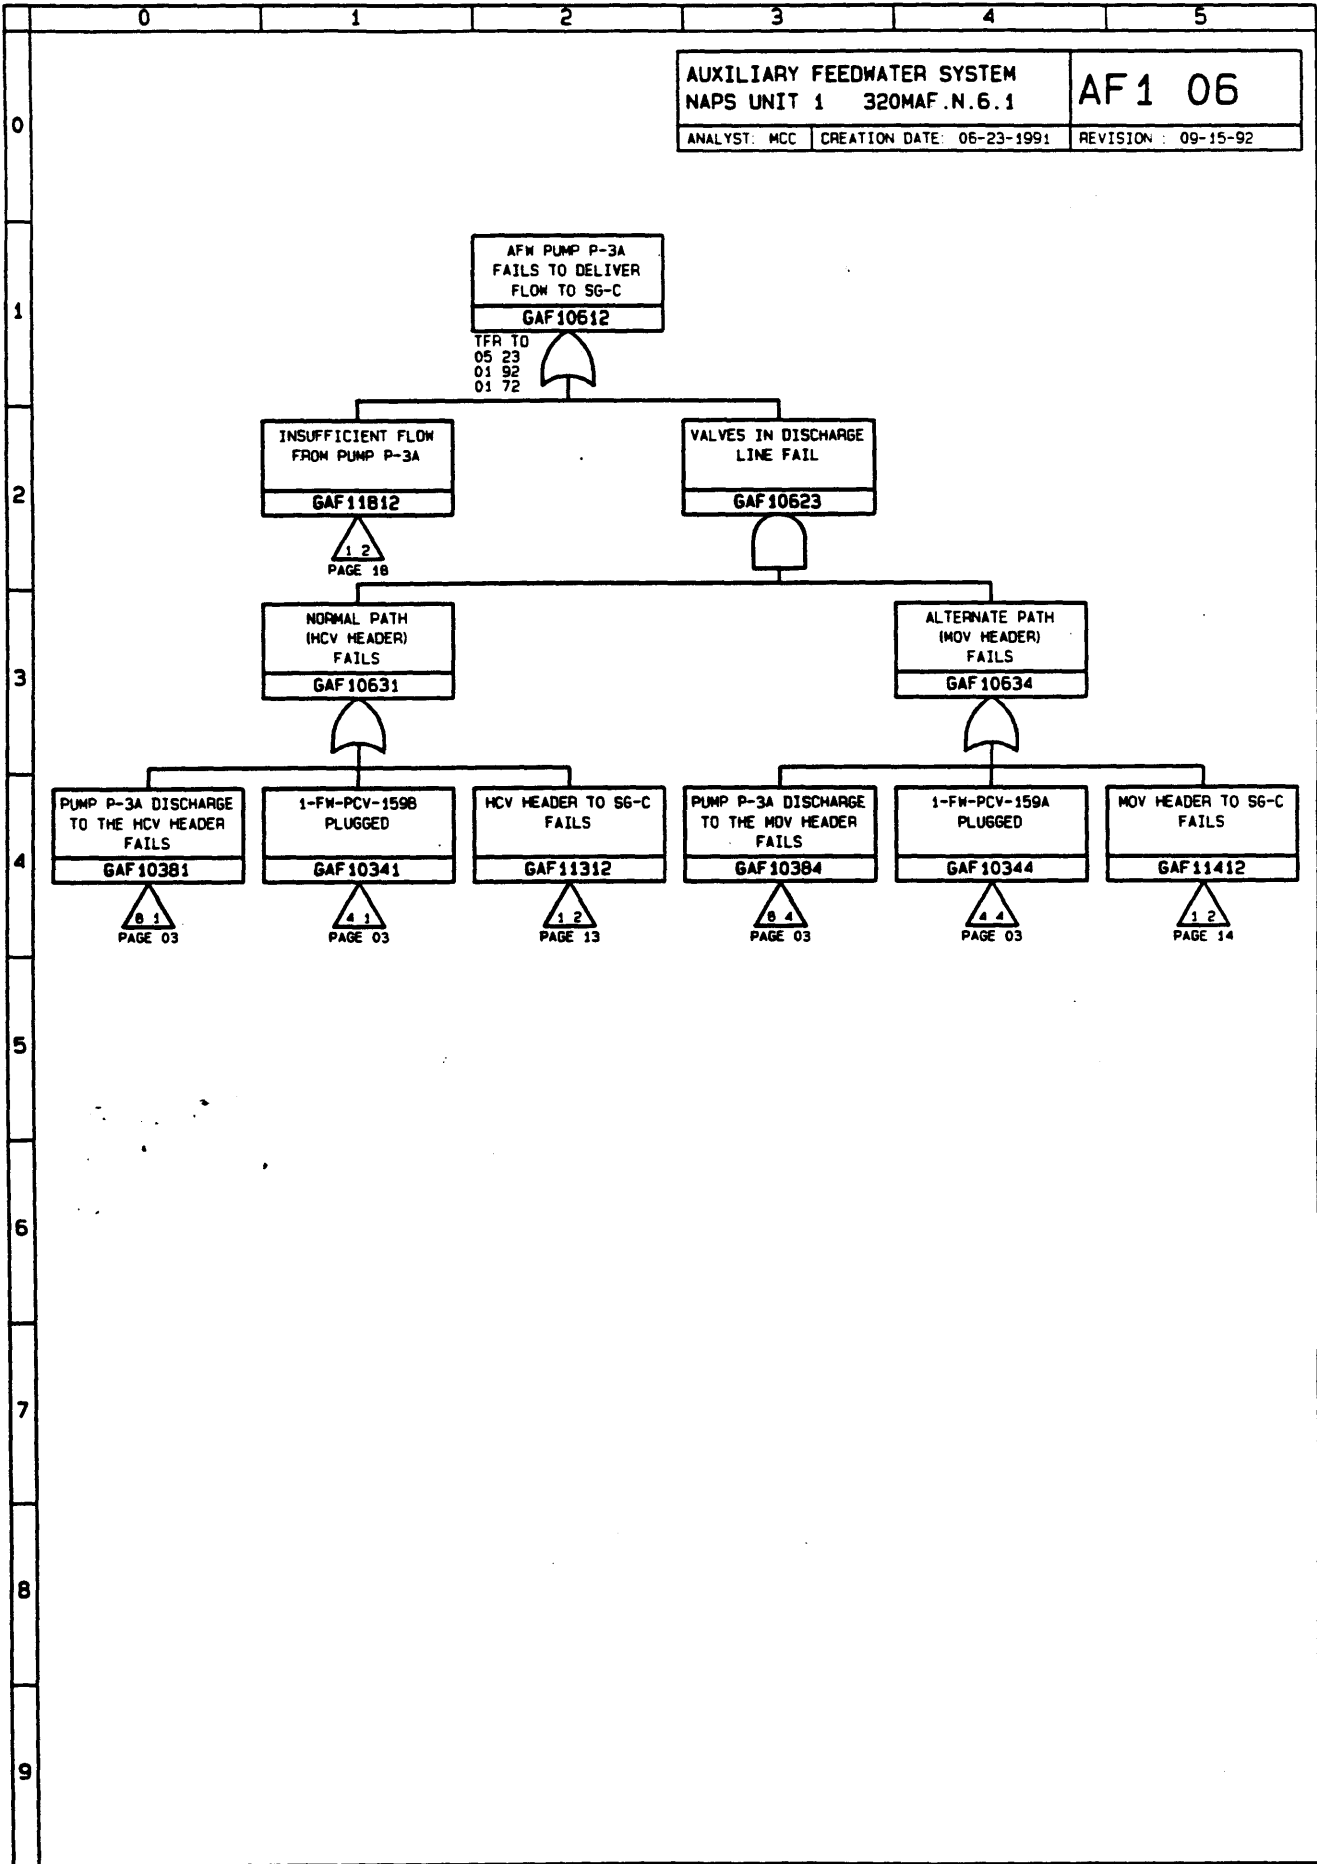 0 1 2 3 4 5
AUXILIARY FEEDWATER SYSTEM
NAPS UNIT 1 320MAF.N.6.1
AF1 06
ANALYST: MCC
CREATION DATE: 06-23-1991
REVISION : 09-15-92
0
AFW PUMP P-3A
FAILS TO DELIVER
FLOW TO SG-C
GAF10612
1
TFR TO
05 23
01 92
01 72
INSUFFICIENT FLOW
FROM PUMP P-3A
GAF11812
1 2
PAGE 18
VALVES IN DISCHARGE
LINE FAIL
GAF10623
2
NORMAL PATH
(HCV HEADER)
FAILS
GAF10631
ALTERNATE PATH
(MOV HEADER)
FAILS
GAF10634
3
PUMP P-3A DISCHARGE
TO THE HCV HEADER
FAILS
GAF10381
8 1
PAGE 03
1-FW-PCV-159B
PLUGGED
GAF10341
4 1
PAGE 03
HCV HEADER TO SG-C
FAILS
GAF11312
1 2
PAGE 13
PUMP P-3A DISCHARGE
TO THE MOV HEADER
FAILS
GAF10384
8 4
PAGE 03
1-FW-PCV-159A
PLUGGED
GAF10344
4 4
PAGE 03
MOV HEADER TO SG-C
FAILS
GAF11412
1 2
PAGE 14
4
5
6
7
8
9